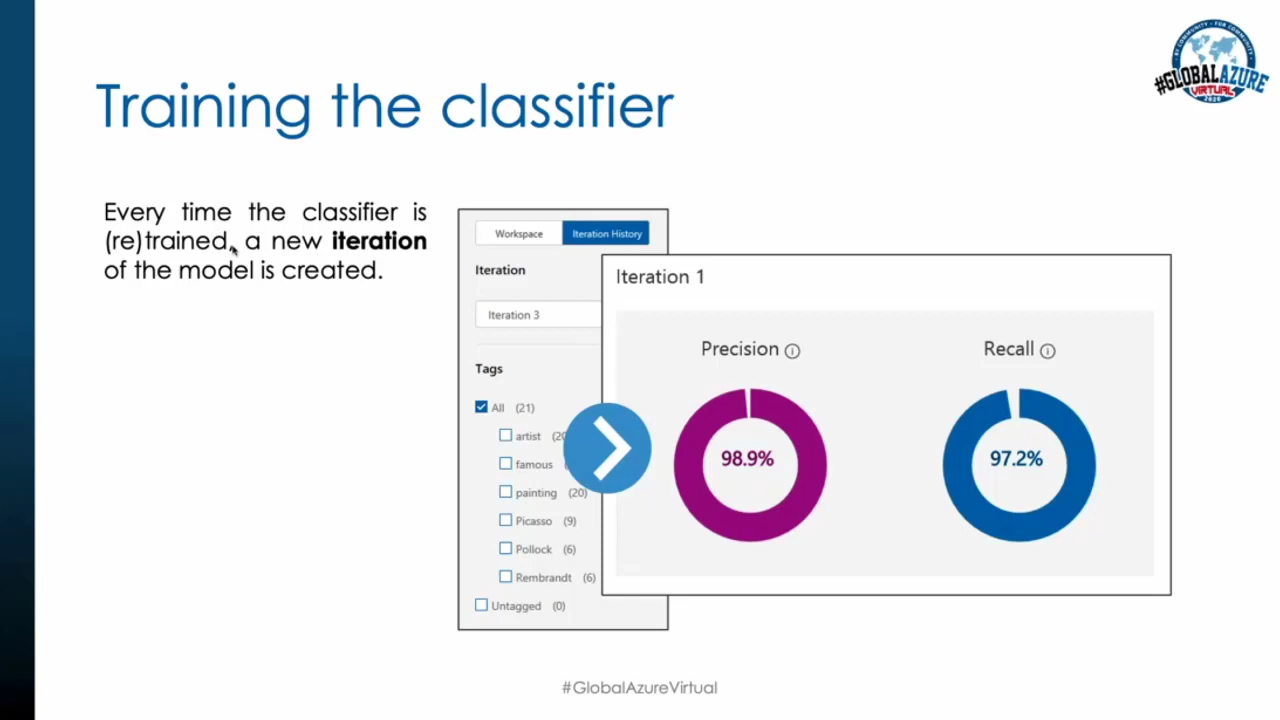 #GLOBALAZURE
VIRTUAL
2020
Training the classifier
Every time the classifier is
(re)trained, a new iteration
of the model is created.
Workspace
Iteration History
Iteration
Iteration 3
Tags
All (21)
artist
famous
painting (20)
Picasso (9)
Pollock (6)
Rembrandt (6)
Untagged (0)
Iteration 1
Precision
Recall
98.9%
97.2%
#GlobalAzureVirtual